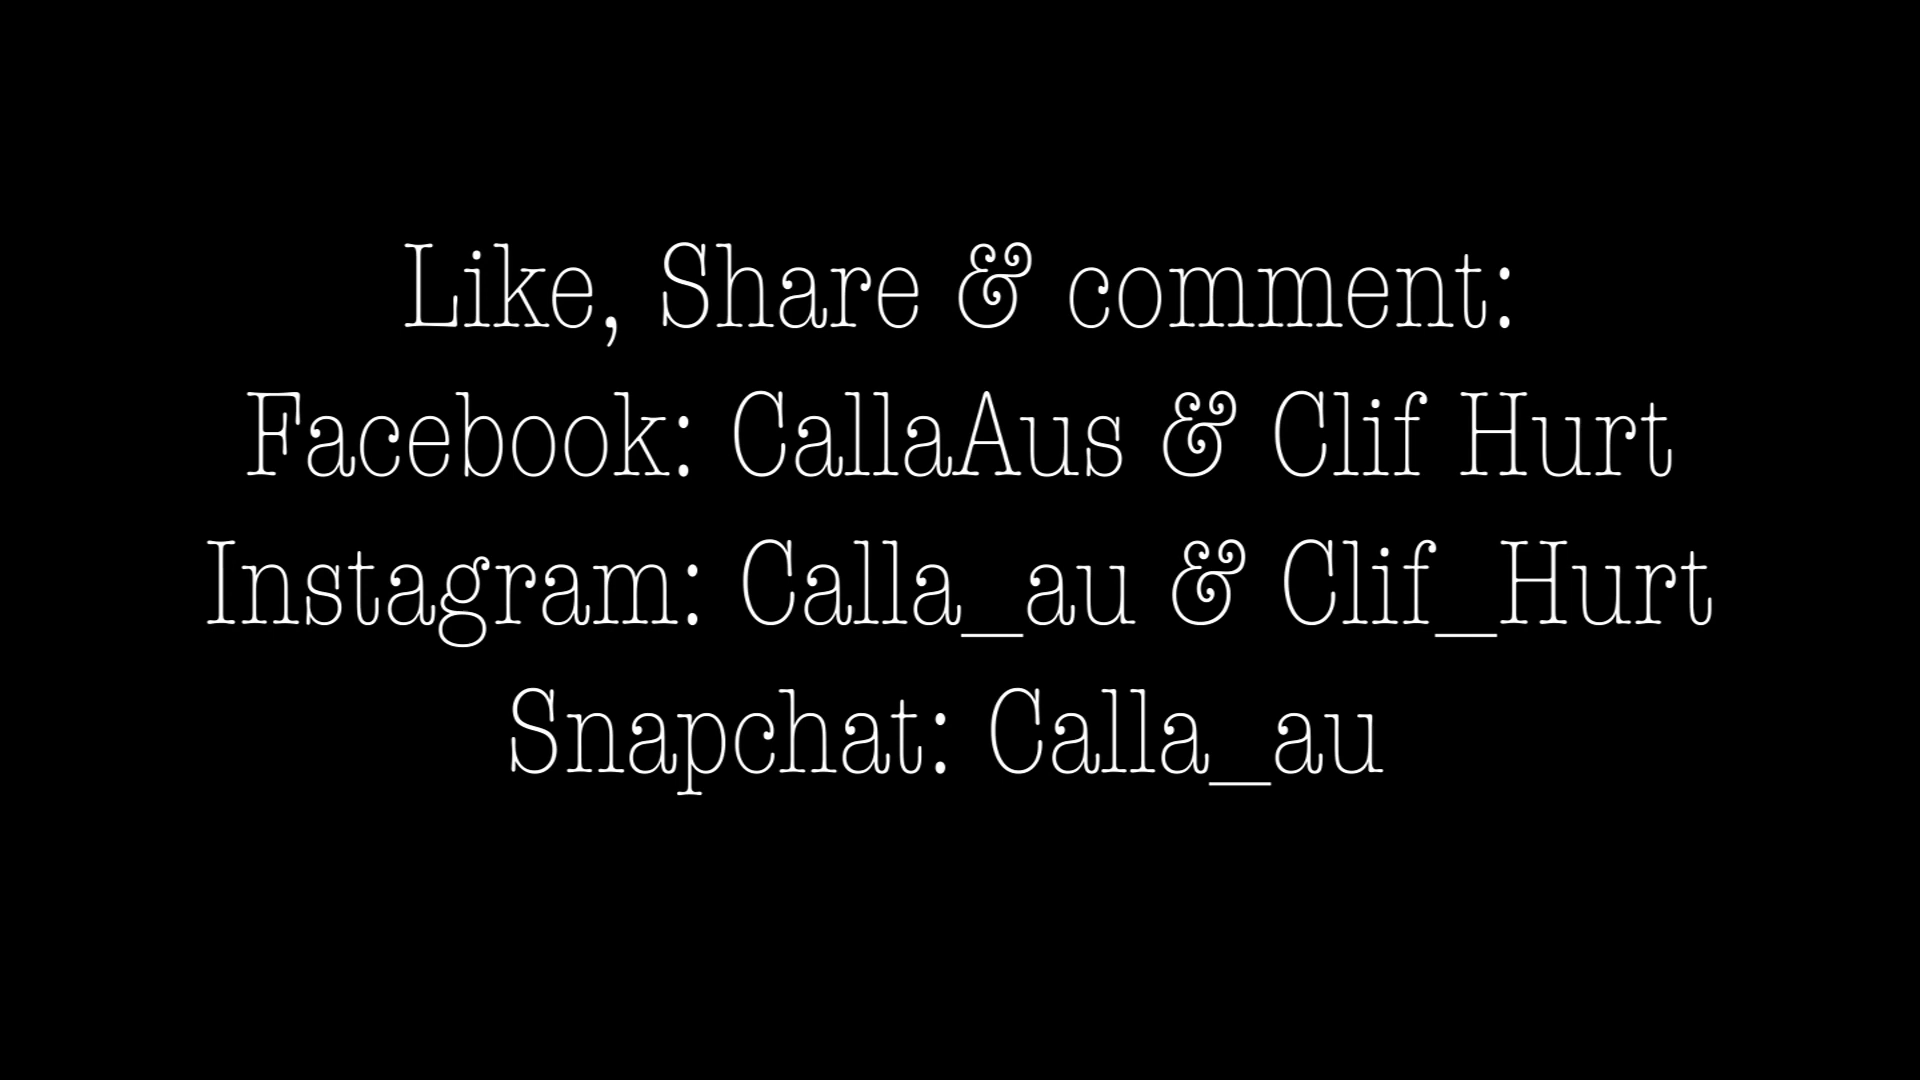 Like, Share & comment:
Facebook: CallaAus & Clif Hurt
Instagram: Calla_au & Clif_Hurt
Snapchat: Calla_au